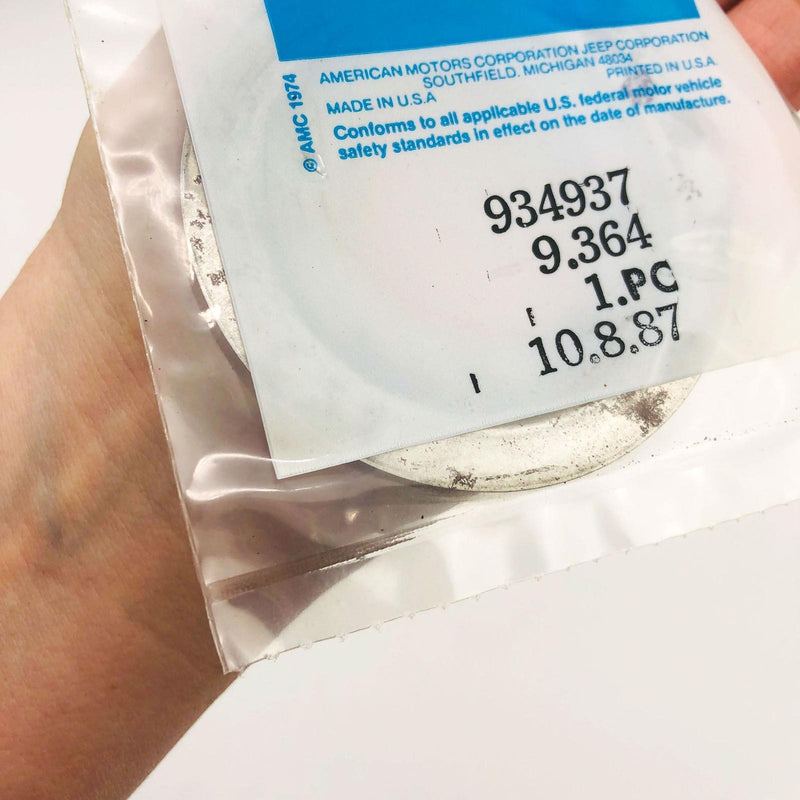 AMERICAN MOTORS CORPORATION JEEP CORPORATION
SOUTHFIELD, MICHIGAN 48034
PRINTED IN U.S.A.
MADE IN U.S.A
© AMC 1974
Conforms to all applicable U.S. federal motor vehicle
safety standards in effect on the date of manufacture.
934937
9.364
1.PC
10.8.87